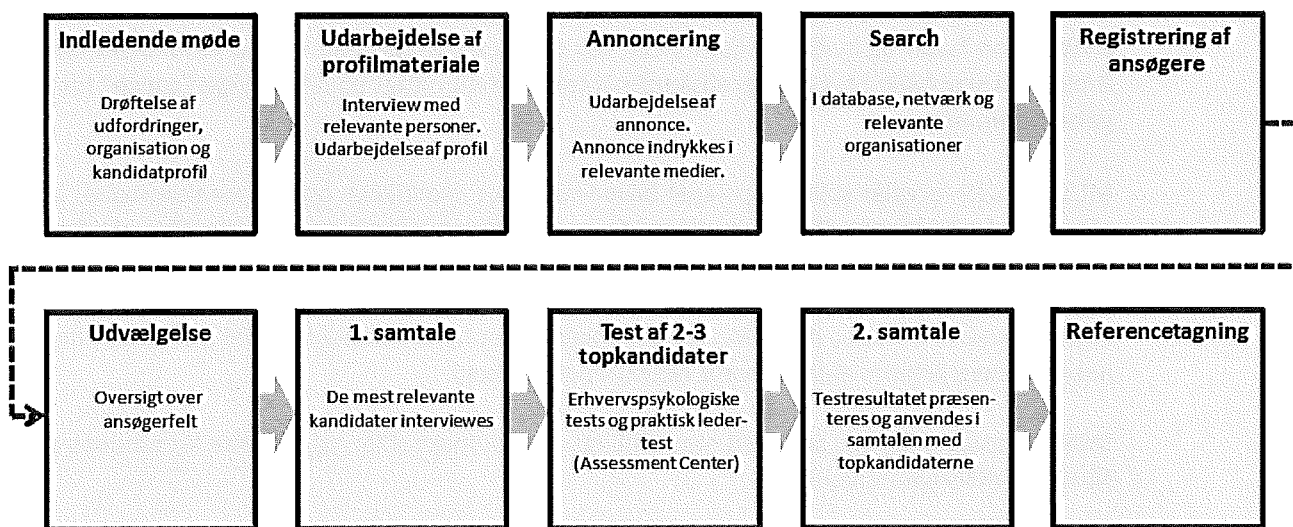 Indledende møde
Drøftelse af
udfordringer,
organisation og
kandidatprofil
Udarbejdelse af
profilmateriale
Interview med
relevante personer.
Udarbejdelse af profil
Annoncering
Udarbejdelse af
annonce.
Annonce indrykkes i
relevante medier.
Search
I database, netværk og
relevante
organisationer
Registrering af
ansøgere
Udvælgelse
Oversigt over
ansøgerfelt
1. samtale
De mest relevante
kandidater interviewes
Test af 2-3
topkandidater
Erhvervspsykologiske
tests og praktisk leder-
test
(Assessment Center)
2. samtale
Testresultatet præsen-
teres og anvendes i
samtalen med
topkandidaterne
Referencetagning